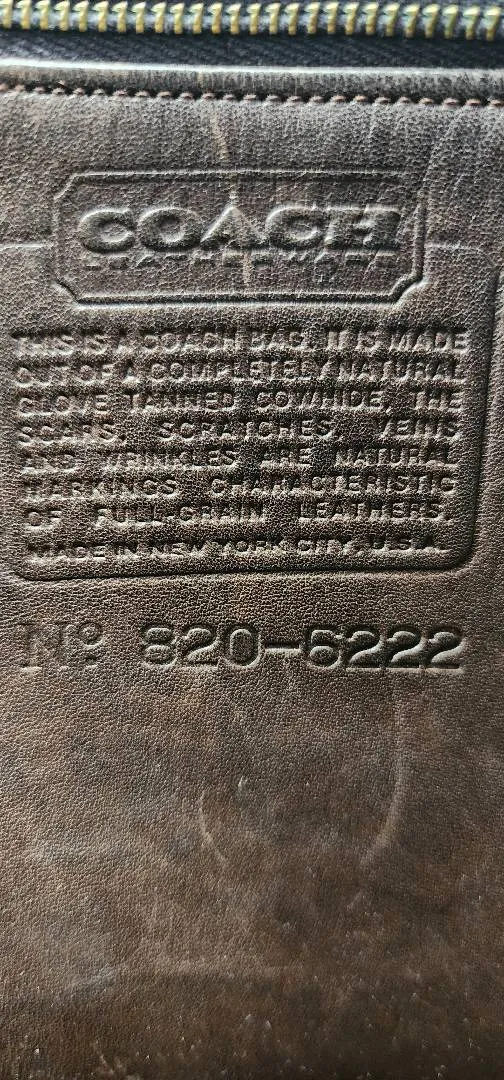 COACH
LEATHERWARE
THIS IS A COACH BAG. IT IS MADE
OUT OF A COMPLETELY NATURAL
GLOVE TANNED COWHIDE, THE
SCARS, SCRATCHES, VEINS
AND WRINKLES ARE NATURAL
MARKINGS CHARACTERISTIC
OF FULL-GRAIN LEATHERS.
MADE IN NEW YORK CITY, U.S.A.
Nº 820-6222